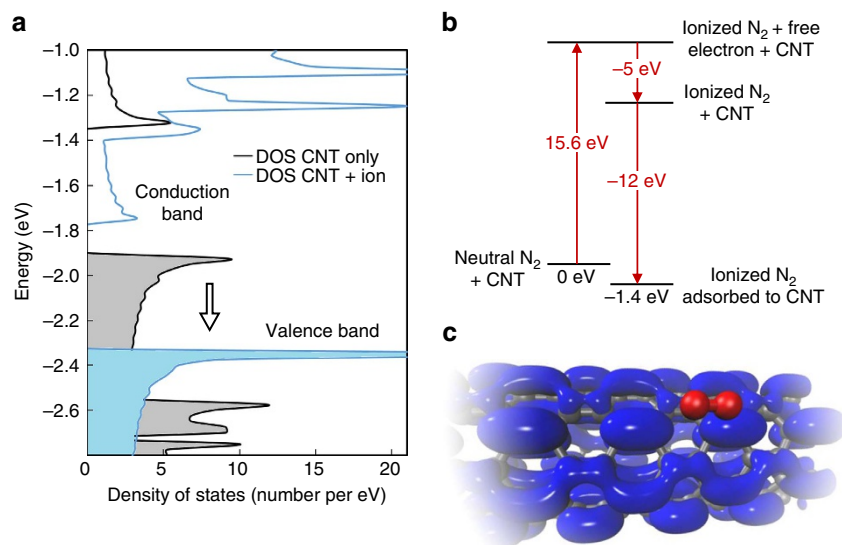 a
−1.0
−1.2
−1.4
−1.6
−1.8
−2.0
−2.2
−2.4
−2.6
Energy (eV)
DOS CNT only
DOS CNT + ion
Conduction
band
Valence band
0
5
10
15
20
Density of states (number per eV)
b
Ionized N₂ + free
electron + CNT
−5 eV
Ionized N₂
+ CNT
15.6 eV
−12 eV
Neutral N₂
+ CNT
0 eV
−1.4 eV
Ionized N₂
adsorbed to CNT
c